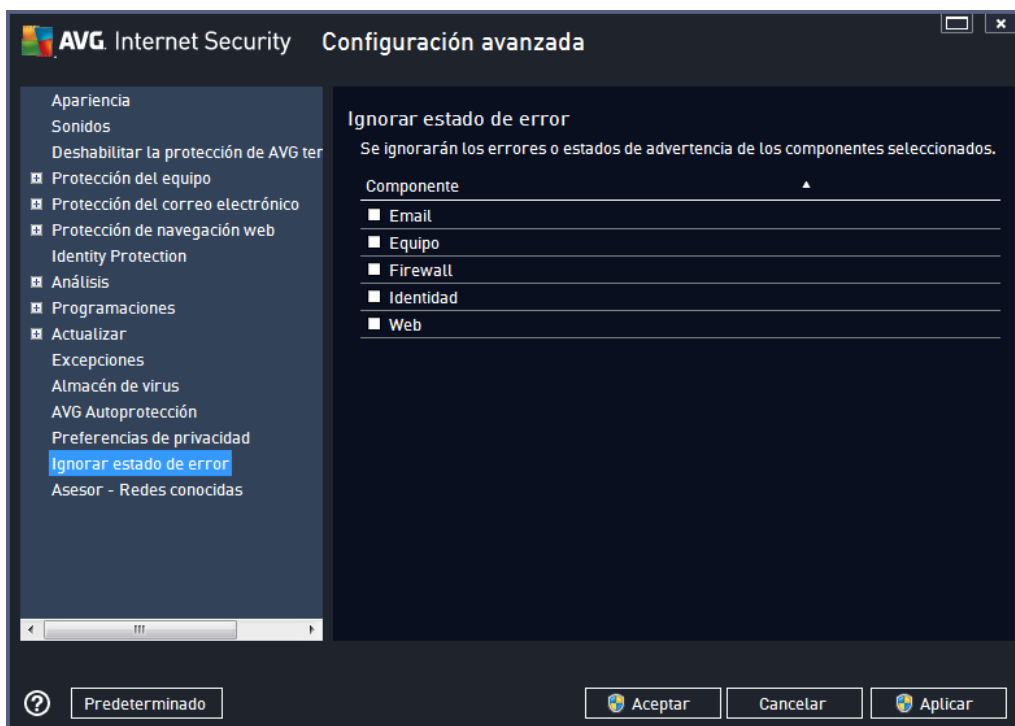 AVG. Internet Security Configuración avanzada
Apariencia
Sonidos
Deshabilitar la protección de AVG ter
Protección del equipo
Protección del correo electrónico
Protección de navegación web
Identity Protection
Análisis
Programaciones
Actualizar
Excepciones
Almacén de virus
AVG Autoprotección
Preferencias de privacidad
Ignorar estado de error
Asesor - Redes conocidas
Ignorar estado de error
Se ignorarán los errores o estados de advertencia de los componentes seleccionados.
Componente
Email
Equipo
Firewall
Identidad
Web
? Predeterminado Aceptar Cancelar Aplicar